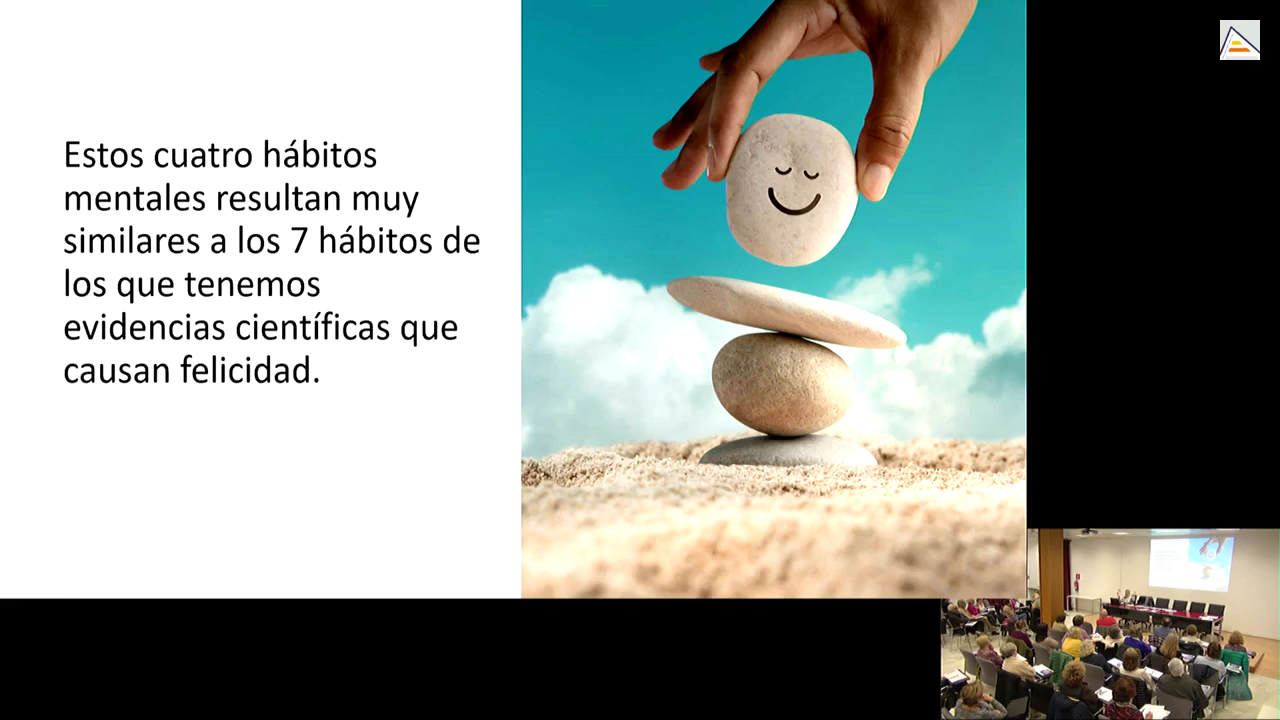 Estos cuatro hábitos
mentales resultan muy
similares a los 7 hábitos de
los que tenemos
evidencias científicas que
causan felicidad.